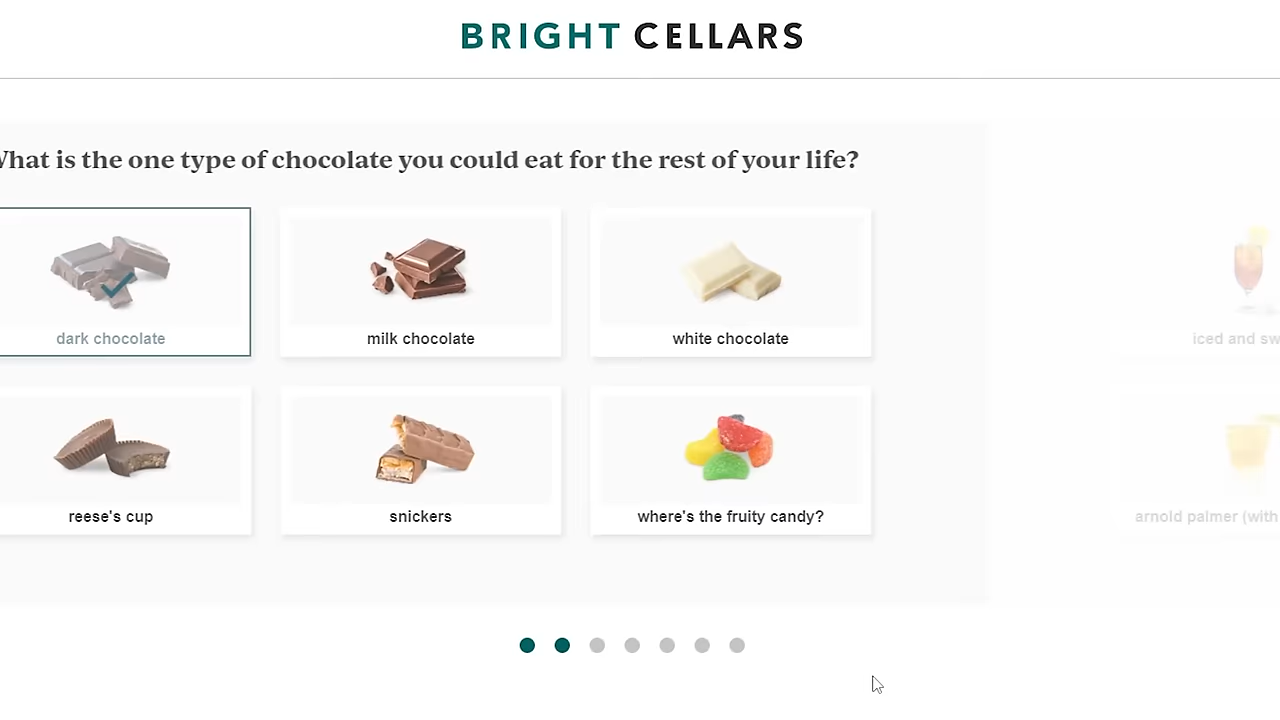 BRIGHT CELLARS
What is the one type of chocolate you could eat for the rest of your life?
dark chocolate
milk chocolate
white chocolate
iced and sw
reese's cup
snickers
where's the fruity candy?
arnold palmer (with